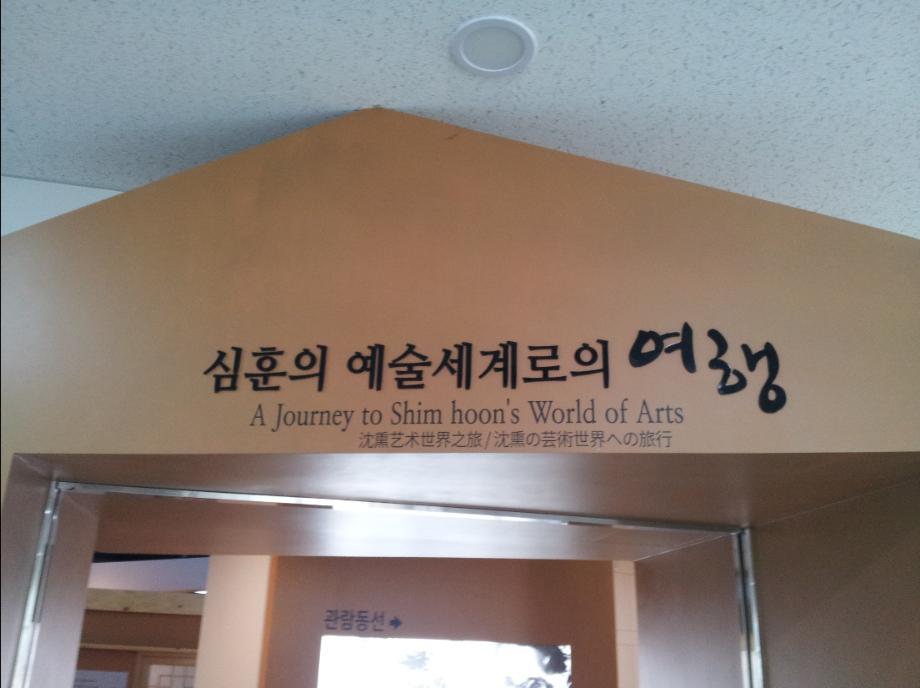 심훈의 예술세계로의 여행
A Journey to Shim hoon's World of Arts
沈熏艺术世界之旅/沈熏の芸術世界への旅行
관람동선→